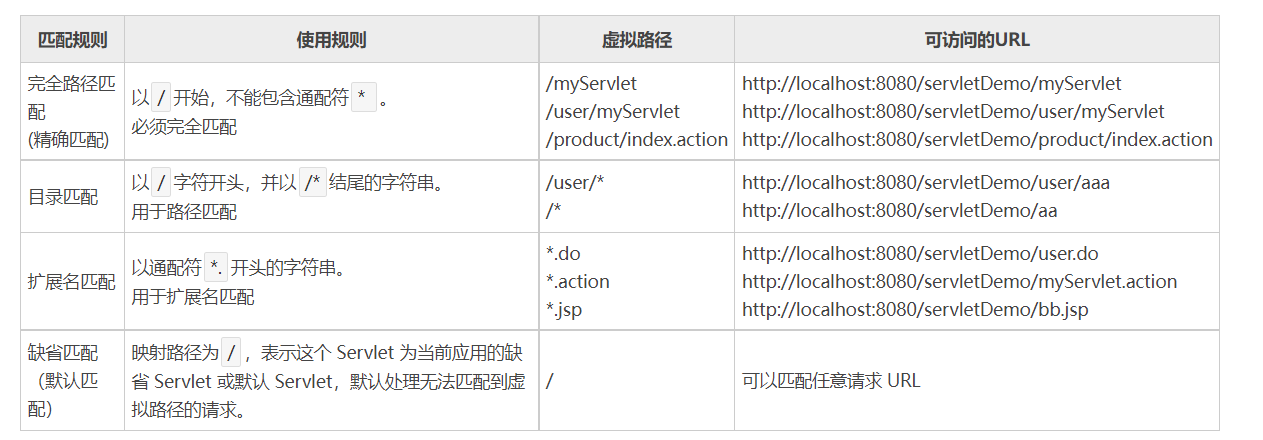 匹配规则 使用规则 虚拟路径 可访问的URL
完全路径匹
配
(精确匹配)
以 / 开始，不能包含通配符 * 。
必须完全匹配
/myServlet
/user/myServlet
/product/index.action
http://localhost:8080/servletDemo/myServlet
http://localhost:8080/servletDemo/user/myServlet
http://localhost:8080/servletDemo/product/index.action
目录匹配
以 / 字符开头，并以 /* 结尾的字符串。
用于路径匹配
/user/*
/*
http://localhost:8080/servletDemo/user/aaa
http://localhost:8080/servletDemo/aa
扩展名匹配
以通配符 *. 开头的字符串。
用于扩展名匹配
*.do
*.action
*.jsp
http://localhost:8080/servletDemo/user.do
http://localhost:8080/servletDemo/myServlet.action
http://localhost:8080/servletDemo/bb.jsp
缺省匹配
（默认匹
配）
映射路径为 / ，表示这个 Servlet 为当前应用的缺
省 Servlet 或默认 Servlet，默认处理无法匹配到虚
拟路径的请求。
/
可以匹配任意请求 URL